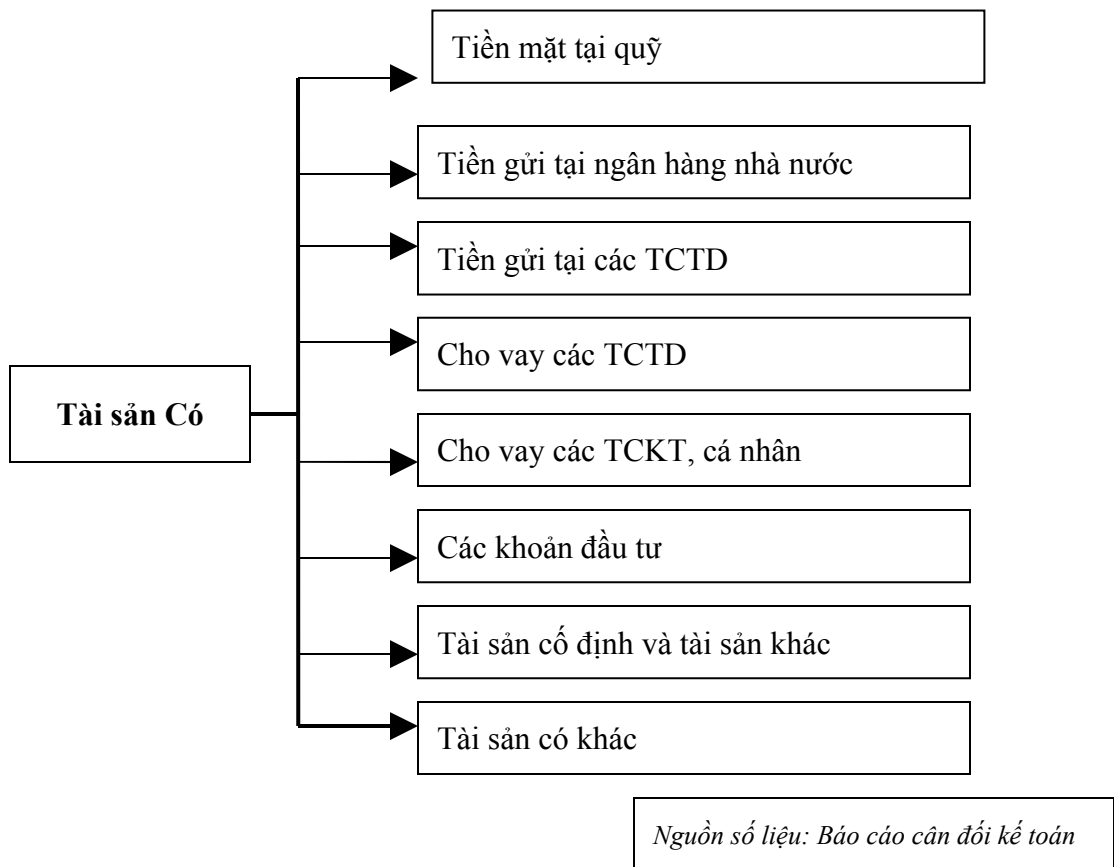 Tiền mặt tại quỹ
Tiền gửi tại ngân hàng nhà nước
Tiền gửi tại các TCTD
Cho vay các TCTD
Tài sản Có
Cho vay các TCKT, cá nhân
Các khoản đầu tư
Tài sản cố định và tài sản khác
Tài sản có khác
Nguồn số liệu: Báo cáo cân đối kế toán